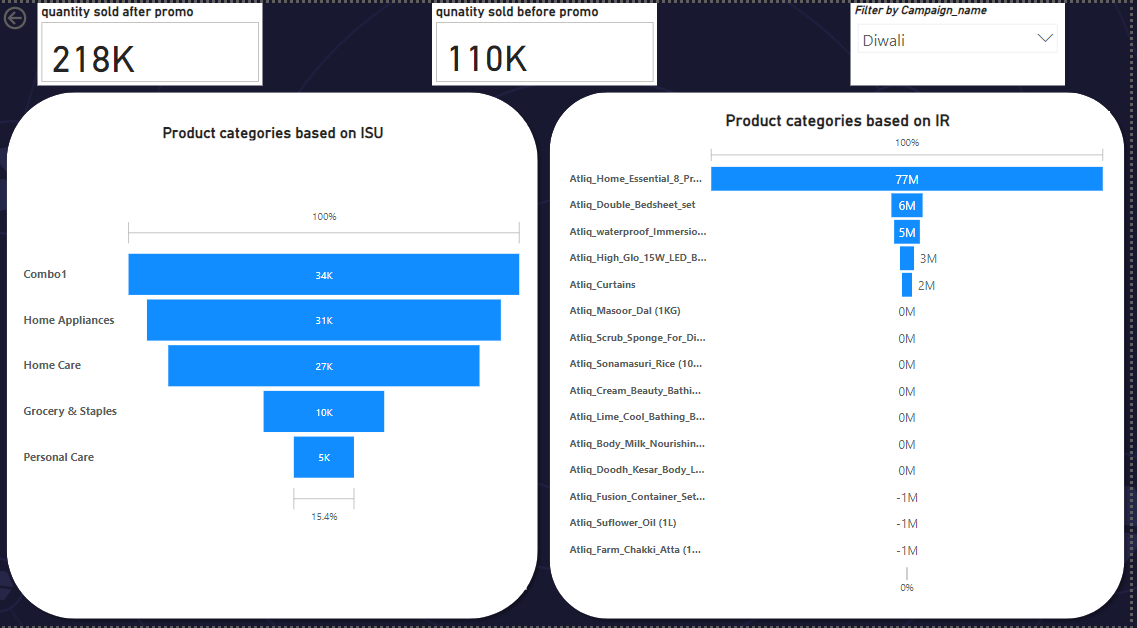 quantity sold after promo
218K
qunatity sold before promo
110K
Filter by Campaign_name
Diwali
Product categories based on ISU
100%
Combo1
34K
Home Appliances
31K
Home Care
27K
Grocery & Staples
10K
Personal Care
5K
15.4%
Product categories based on IR
100%
Atliq_Home_Essential_8_Pr...
77M
Atliq_Double_Bedsheet_set
6M
Atliq_waterproof_Immersio...
5M
Atliq_High_Glo_15W_LED_B...
3M
Atliq_Curtains
2M
Atliq_Masoor_Dal (1KG)
0M
Atliq_Scrub_Sponge_For_Di...
0M
Atliq_Sonamasuri_Rice (10...
0M
Atliq_Cream_Beauty_Bathi...
0M
Atliq_Lime_Cool_Bathing_B...
0M
Atliq_Body_Milk_Nourishin...
0M
Atliq_Doodh_Kesar_Body_L...
0M
Atliq_Fusion_Container_Set...
-1M
Atliq_Suflower_Oil (1L)
-1M
Atliq_Farm_Chakki_Atta (1...
-1M
0%